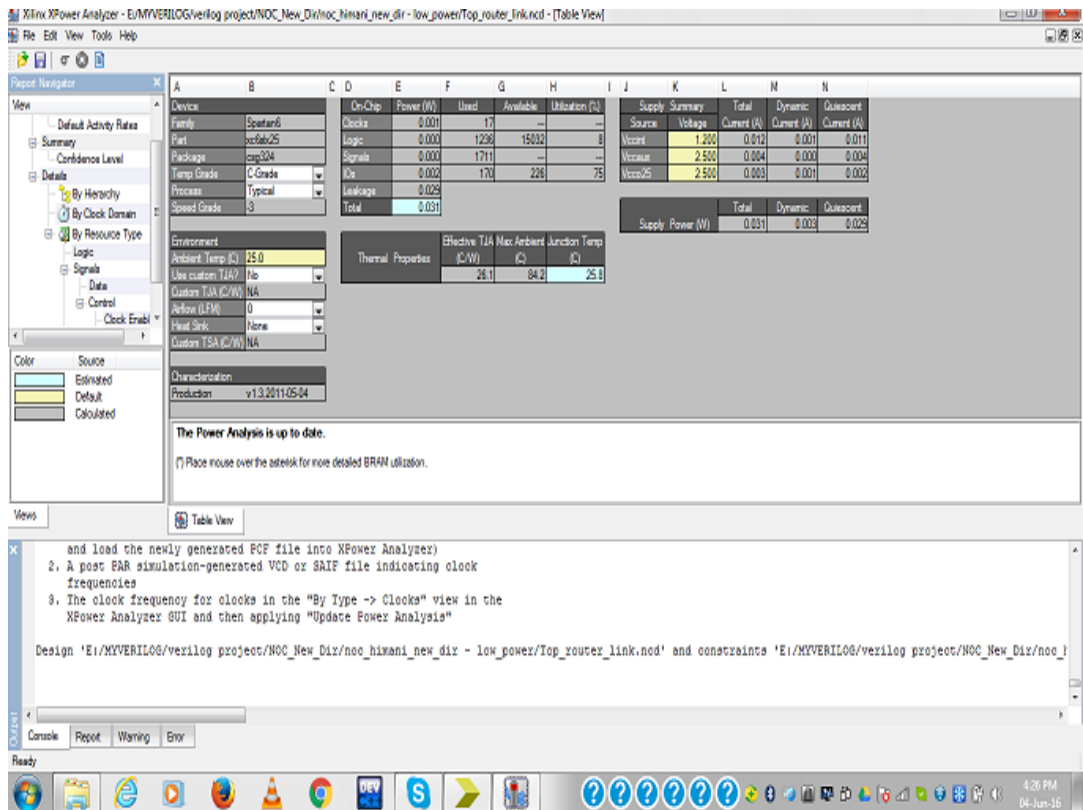 Xilinx XPower Analyzer - E:/MYVERILOG/verilog project/NOC_New_Dir/noc_himani_new_dir - low_power/Top_router_link.ncd - [Table View]
File Edit View Tools Help
Report Navigator
View
Default Activity Rates
Summary
Confidence Level
Details
By Hierarchy
By Clock Domain
By Resource Type
Logic
Signals
Data
Control
Clock Enabl
Color Source
Estimated
Default
Calculated
Views
A B C D E F G H I J K L M N
Device
Family Spartan6
Part xc6slx25
Package csg324
Temp Grade C-Grade
Process Typical
Speed Grade -3
Environment
Ambient Temp (C) 25.0
Use custom TJA? No
Custom TJA (C/W) NA
Airflow (LFM) 0
Heat Sink None
Custom TSA (C/W) NA
Characterization
Production v1.3,2011-05-04
On-Chip Power (W) Used Available Utilization (%)
Clocks 0.001 17 --- ---
Logic 0.000 1236 15032 8
Signals 0.000 1711 --- ---
IOs 0.002 170 226 75
Leakage 0.029
Total 0.031
Thermal Properties
Effective TJA Max Ambient Junction Temp
(C/W) (C) (C)
26.1 84.2 25.8
Supply Summary Total Dynamic Quiescent
Source Voltage Current (A) Current (A) Current (A)
Vccint 1.200 0.012 0.001 0.011
Vccaux 2.500 0.004 0.000 0.004
Vcco25 2.500 0.003 0.001 0.002
Total Dynamic Quiescent
Supply Power (W) 0.031 0.003 0.029
The Power Analysis is up to date.
(*) Place mouse over the asterisk for more detailed BRAM utilization.
Table View
and load the newly generated PCF file into XPower Analyzer)
2. A post PAR simulation-generated VCD or SAIF file indicating clock
frequencies
3. The clock frequency for clocks in the "By Type -> Clocks" view in the
XPower Analyzer GUI and then applying "Update Power Analysis"
Design 'E:/MYVERILOG/verilog project/NOC_New_Dir/noc_himani_new_dir - low_power/Top_router_link.ncd' and constraints 'E:/MYVERILOG/verilog project/NOC_New_Dir/noc_h
Output
Console Report Warning Error
Ready
DEV
4:26 PM
04-Jun-16